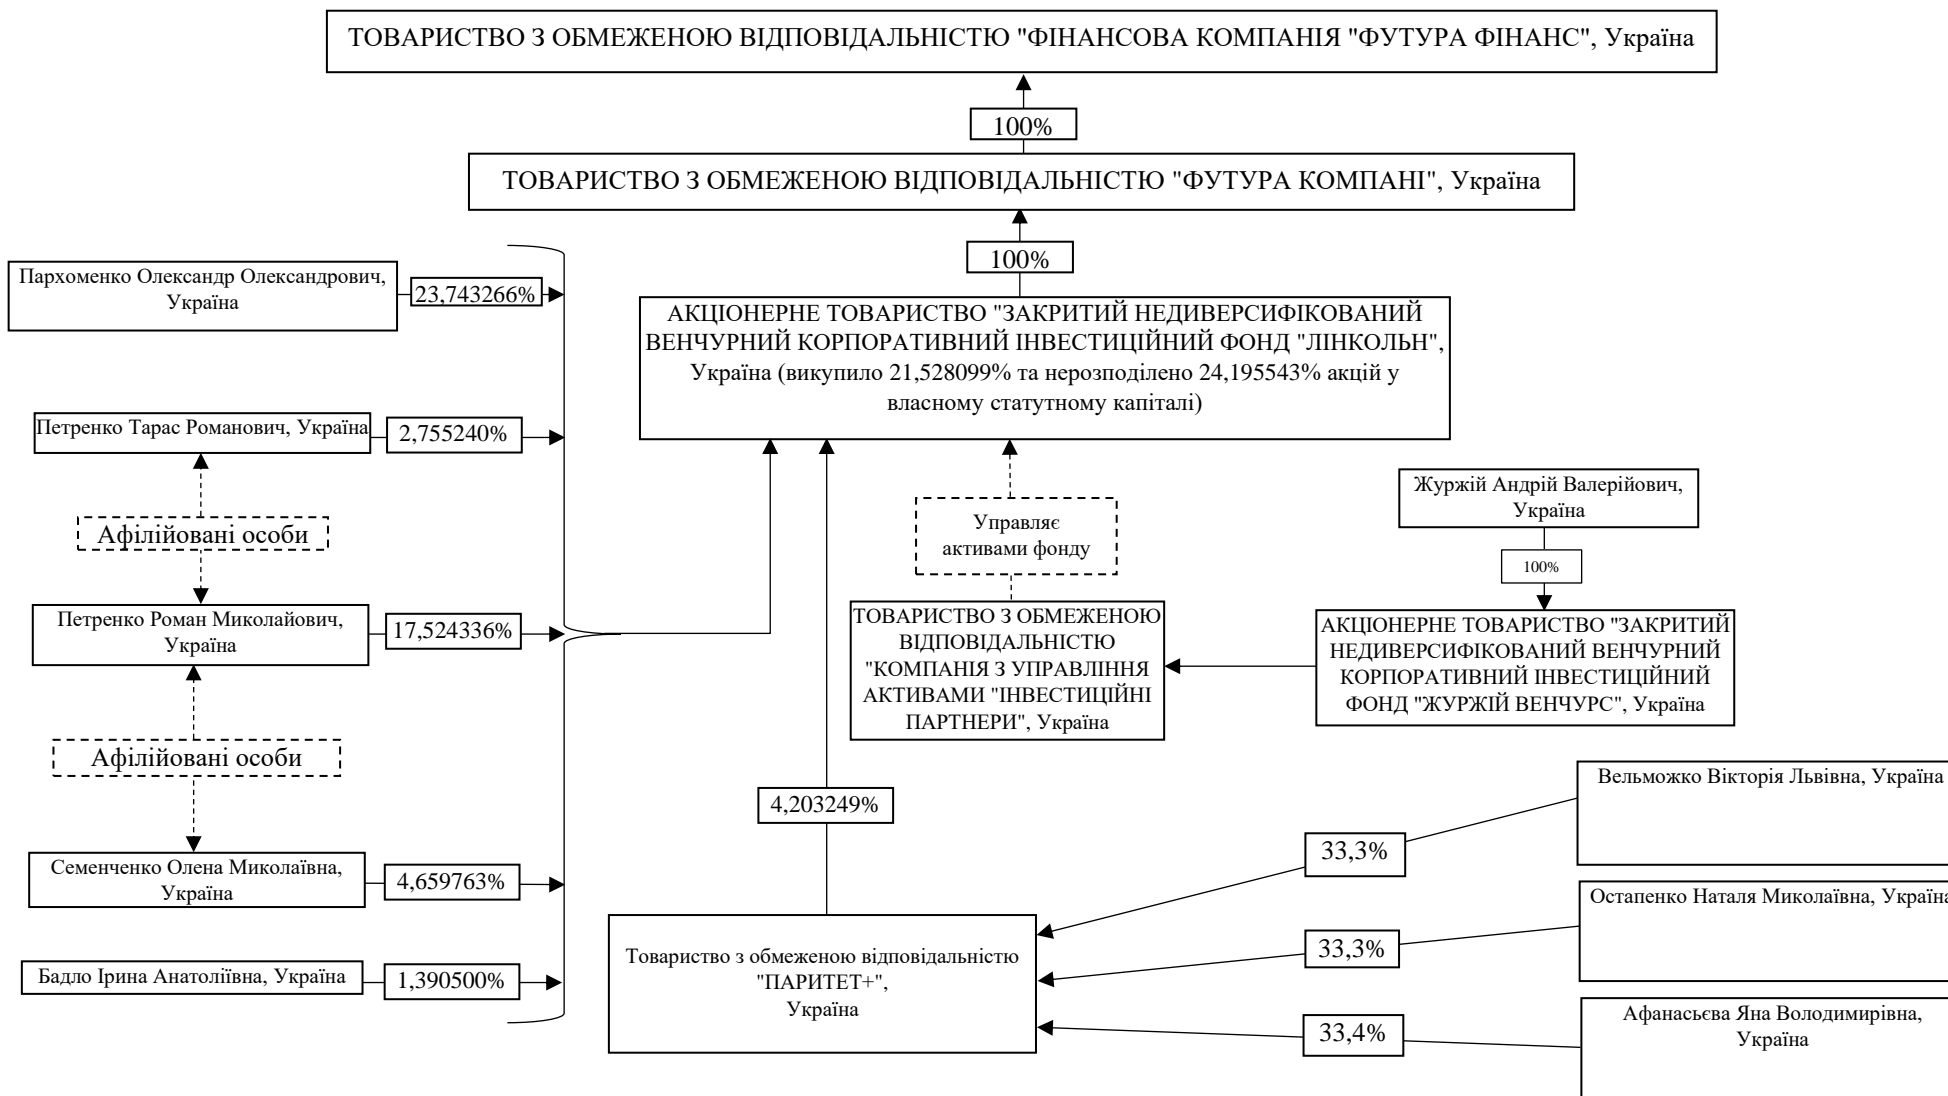 ТОВАРИСТВО З ОБМЕЖЕНОЮ ВІДПОВІДАЛЬНІСТЮ "ФІНАНСОВА КОМПАНІЯ "ФУТУРА ФІНАНС", Україна
100%
ТОВАРИСТВО З ОБМЕЖЕНОЮ ВІДПОВІДАЛЬНІСТЮ "ФУТУРА КОМПАНІ", Україна
100%
Пархоменко Олександр Олександрович,
Україна
23,743266%
АКЦІОНЕРНЕ ТОВАРИСТВО "ЗАКРИТИЙ НЕДИВЕРСИФІКОВАНИЙ
ВЕНЧУРНИЙ КОРПОРАТИВНИЙ ІНВЕСТИЦІЙНИЙ ФОНД "ЛІНКОЛЬН",
Україна (викупило 21,528099% та нерозподілено 24,195543% акцій у
власному статутному капіталі)
Петренко Тарас Романович, Україна
2,755240%
Афілійовані особи
Управляє
активами фонду
Журжій Андрій Валерійович,
Україна
100%
Петренко Роман Миколайович,
Україна
17,524336%
ТОВАРИСТВО З ОБМЕЖЕНОЮ
ВІДПОВІДАЛЬНІСТЮ
"КОМПАНІЯ З УПРАВЛІННЯ
АКТИВАМИ "ІНВЕСТИЦІЙНІ
ПАРТНЕРИ", Україна
АКЦІОНЕРНЕ ТОВАРИСТВО "ЗАКРИТИЙ
НЕДИВЕРСИФІКОВАНИЙ ВЕНЧУРНИЙ
КОРПОРАТИВНИЙ ІНВЕСТИЦІЙНИЙ
ФОНД "ЖУРЖІЙ ВЕНЧУРС", Україна
Афілійовані особи
4,203249%
Вельможко Вікторія Львівна, Україна
33,3%
Семенченко Олена Миколаївна,
Україна
4,659763%
Остапенко Наталя Миколаївна, Україна
33,3%
Бадло Ірина Анатоліївна, Україна
1,390500%
Товариство з обмеженою відповідальністю
"ПАРИТЕТ+",
Україна
Афанасьєва Яна Володимирівна,
Україна
33,4%